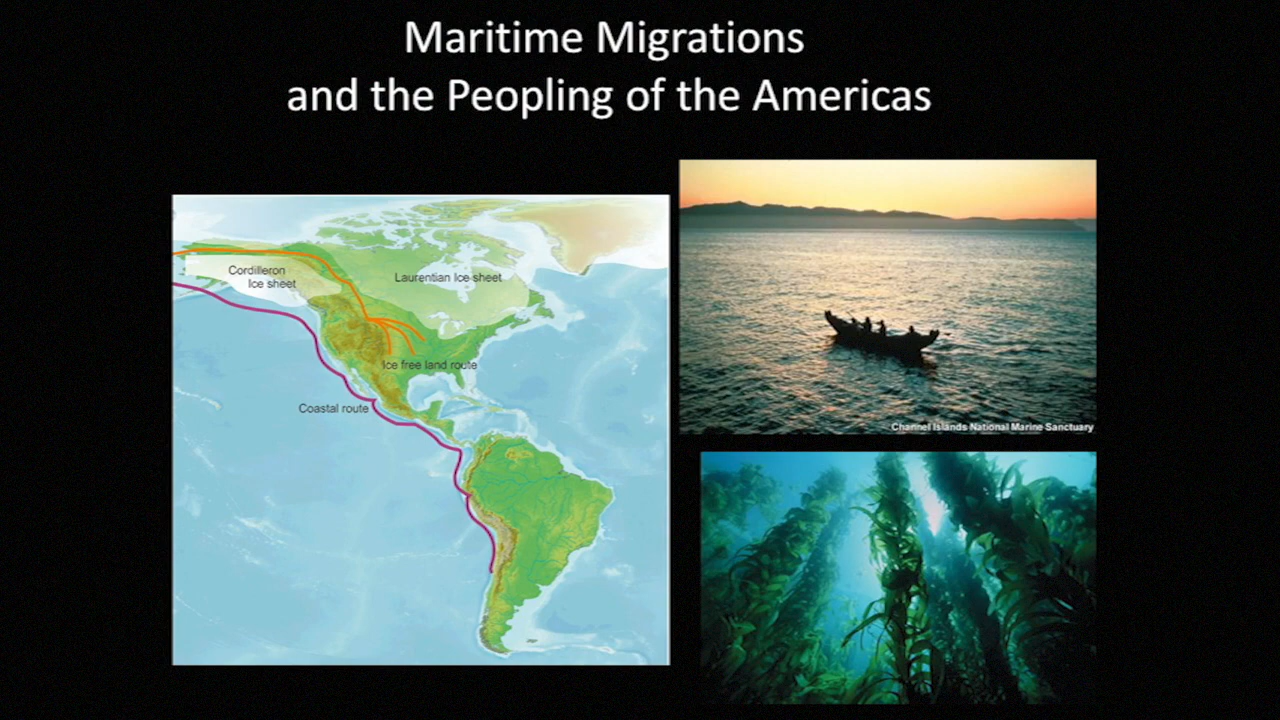 Maritime Migrations
and the Peopling of the Americas
Cordilleron
Ice sheet
Laurentian Ice sheet
Ice free land route
Coastal route
Channel Islands National Marine Sanctuary